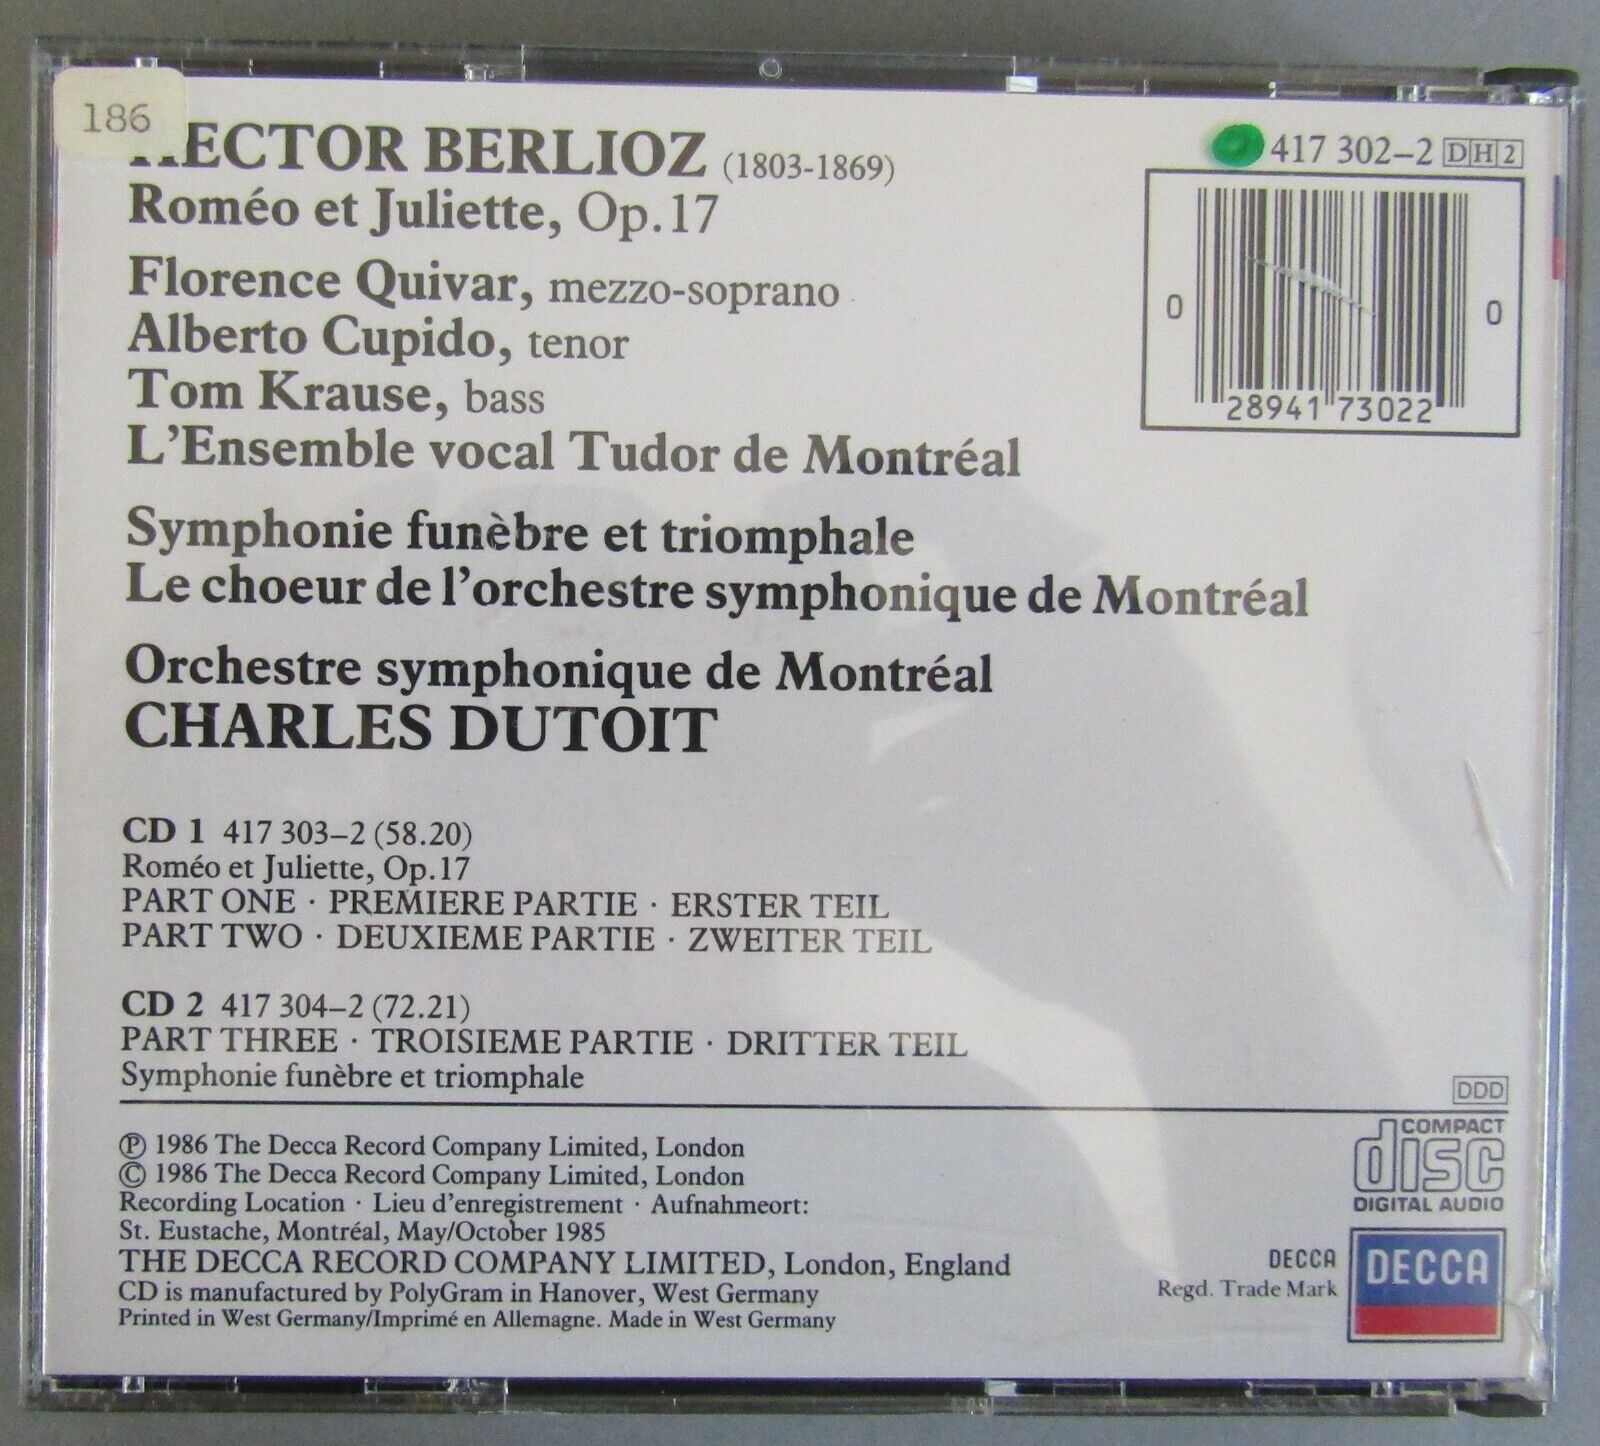 186
HECTOR BERLIOZ (1803-1869)
417 302-2 DH2
Roméo et Juliette, Op.17
Florence Quivar, mezzo-soprano
Alberto Cupido, tenor
Tom Krause, bass
L'Ensemble vocal Tudor de Montréal
0 28941 73022 0
Symphonie funèbre et triomphale
Le choeur de l'orchestre symphonique de Montréal
Orchestre symphonique de Montréal
CHARLES DUTOIT
CD 1 417 303-2 (58.20)
Roméo et Juliette, Op.17
PART ONE · PREMIERE PARTIE · ERSTER TEIL
PART TWO · DEUXIEME PARTIE · ZWEITER TEIL
CD 2 417 304-2 (72.21)
PART THREE · TROISIEME PARTIE · DRITTER TEIL
Symphonie funèbre et triomphale
DDD
℗ 1986 The Decca Record Company Limited, London
© 1986 The Decca Record Company Limited, London
Recording Location · Lieu d'enregistrement · Aufnahmeort:
St. Eustache, Montréal, May/October 1985
THE DECCA RECORD COMPANY LIMITED, London, England
CD is manufactured by PolyGram in Hanover, West Germany
Printed in West Germany/Imprimé en Allemagne. Made in West Germany
COMPACT
disc
DIGITAL AUDIO
DECCA
Regd. Trade Mark
DECCA